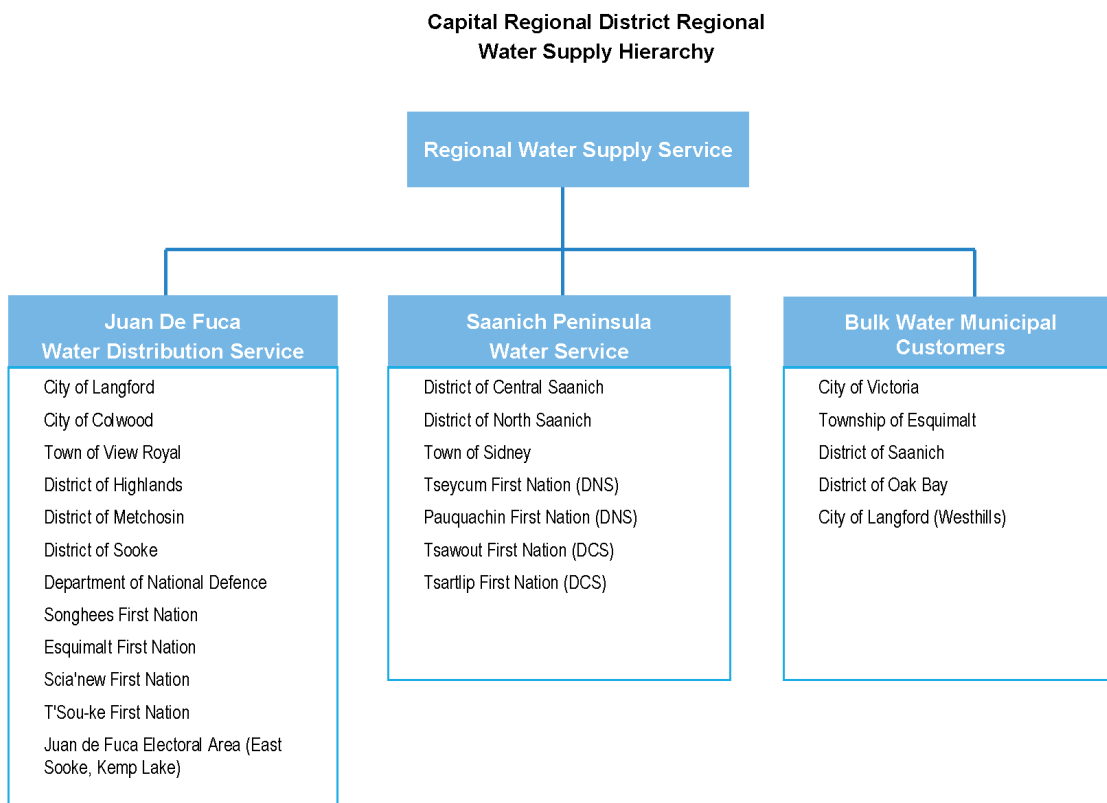 Capital Regional District Regional
Water Supply Hierarchy
Regional Water Supply Service
Juan De Fuca
Water Distribution Service
City of Langford
City of Colwood
Town of View Royal
District of Highlands
District of Metchosin
District of Sooke
Department of National Defence
Songhees First Nation
Esquimalt First Nation
Scia'new First Nation
T'Sou-ke First Nation
Juan de Fuca Electoral Area (East
Sooke, Kemp Lake)
Saanich Peninsula
Water Service
District of Central Saanich
District of North Saanich
Town of Sidney
Tseycum First Nation (DNS)
Pauquachin First Nation (DNS)
Tsawout First Nation (DCS)
Tsartlip First Nation (DCS)
Bulk Water Municipal
Customers
City of Victoria
Township of Esquimalt
District of Saanich
District of Oak Bay
City of Langford (Westhills)